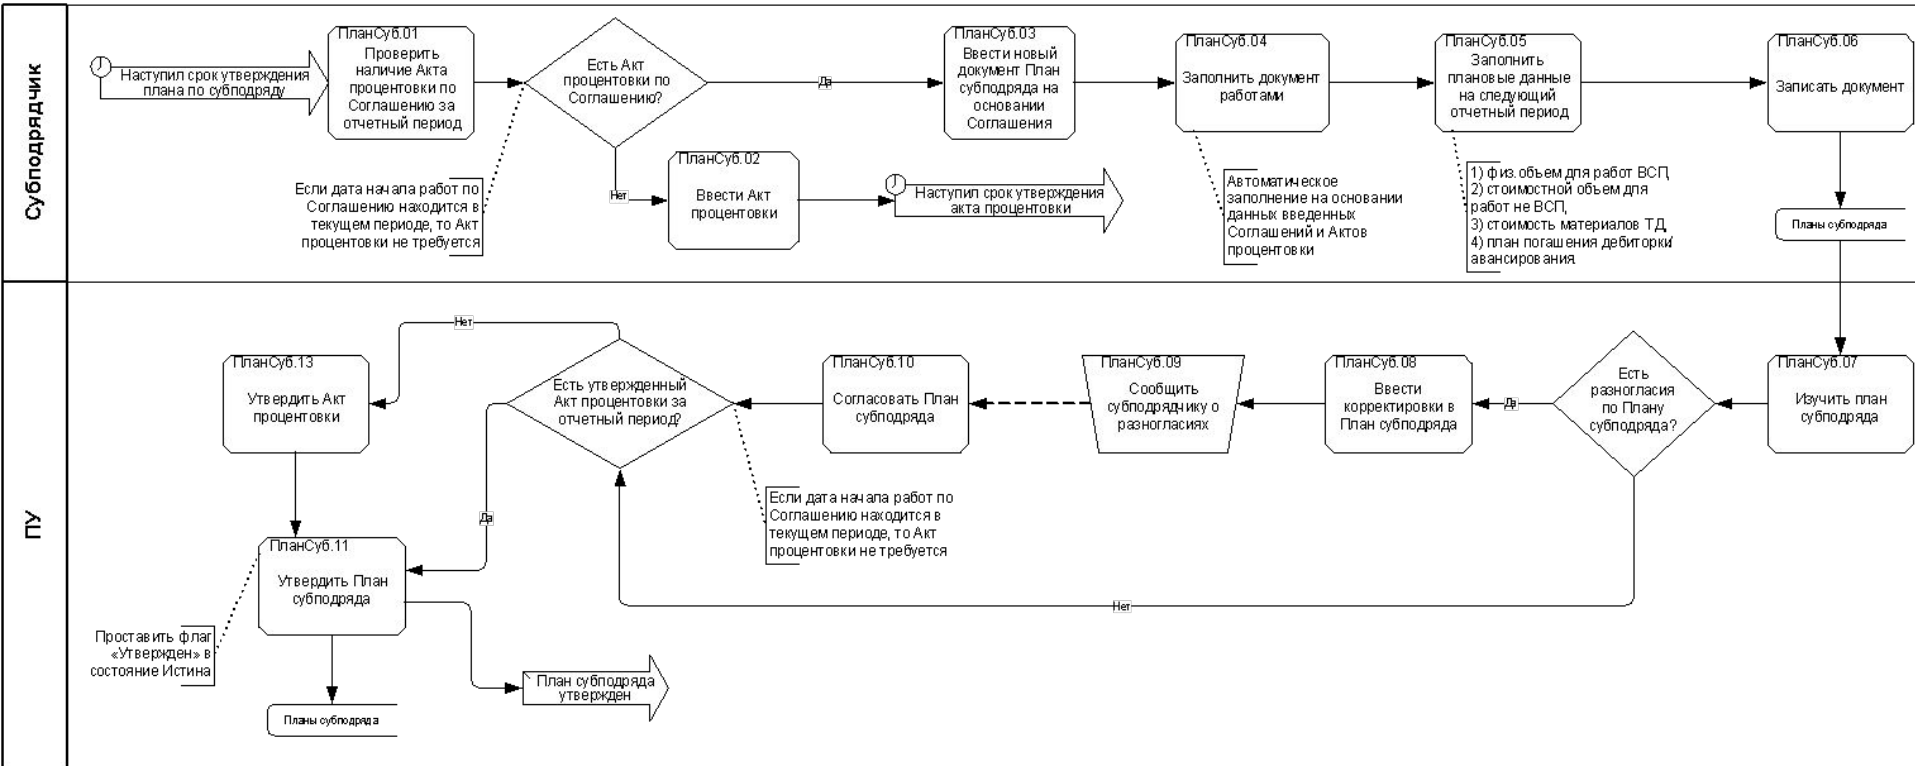 Субподрядчик
Наступил срок утверждения
плана по субподряду
ПланСуб.01
Проверить
наличие Акта
процентовки по
Соглашению за
отчетный период
Есть Акт
процентовки по
Соглашению?
Да
Нет
Если дата начала работ по
Соглашению находится в
текущем периоде, то Акт
процентовки не требуется
ПланСуб.02
Ввести Акт
процентовки
Наступил срок утверждения
акта процентовки
ПланСуб.03
Ввести новый
документ План
субподряда на
основании
Соглашения
ПланСуб.04
Заполнить документ
работами
Автоматическое
заполнение на основании
данных введенных
Соглашений и Актов
процентовки
ПланСуб.05
Заполнить
плановые данные
на следующий
отчетный период
1) физ.объем для работ ВСП,
2) стоимостной объем для
работ не ВСП,
3) стоимость материалов ТД,
4) план погашения дебиторки/
авансирования.
ПланСуб.06
Записать документ
Планы субподряда
ПУ
ПланСуб.07
Изучить план
субподряда
Есть
разногласия
по Плану
субподряда?
Да
Нет
ПланСуб.08
Ввести
корректировки в
План субподряда
ПланСуб.09
Сообщить
субподрядчику о
разногласиях
ПланСуб.10
Согласовать План
субподряда
Есть утвержденный
Акт процентовки за
отчетный период?
Нет
Да
Если дата начала работ по
Соглашению находится в
текущем периоде, то Акт
процентовки не требуется
ПланСуб.13
Утвердить Акт
процентовки
ПланСуб.11
Утвердить План
субподряда
Проставить флаг
«Утвержден» в
состояние Истина
План субподряда
утвержден
Планы субподряда